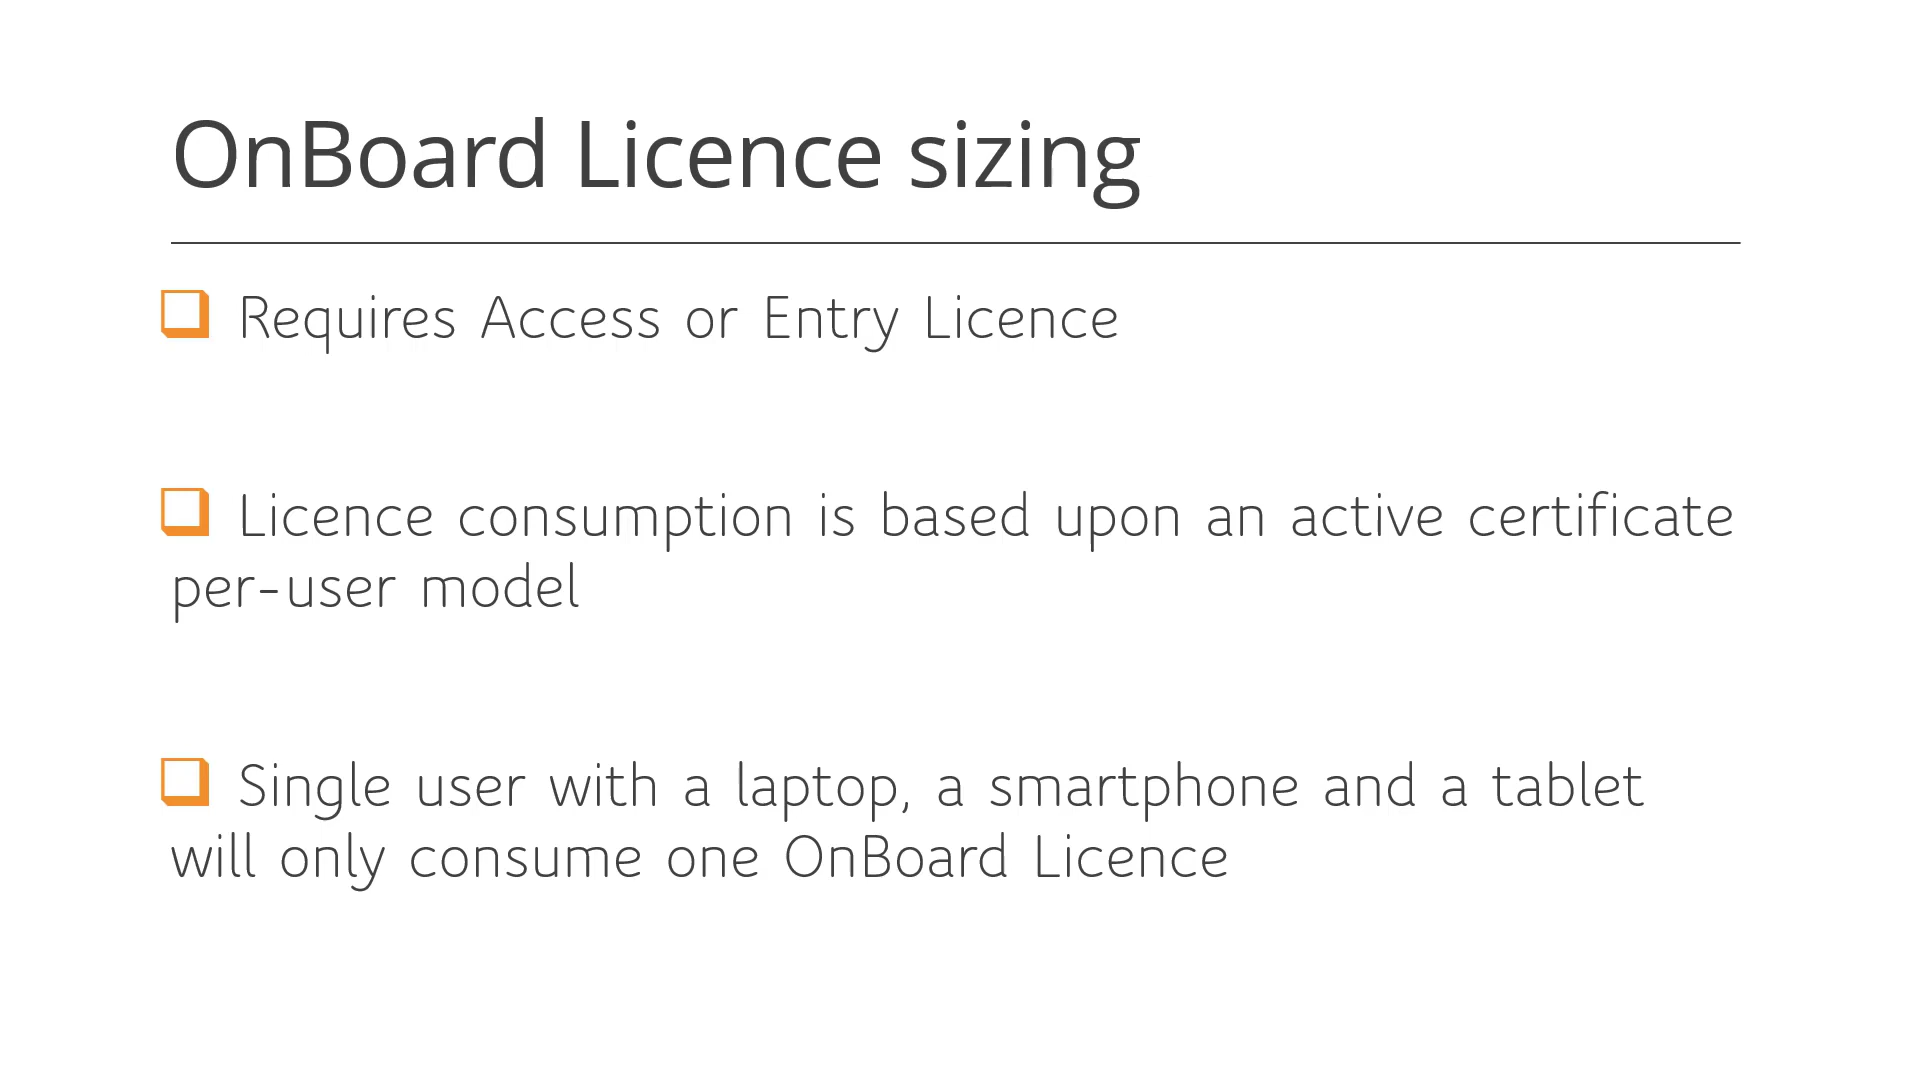 OnBoard Licence sizing
Requires Access or Entry Licence
Licence consumption is based upon an active certificate
per-user model
Single user with a laptop, a smartphone and a tablet
will only consume one OnBoard Licence